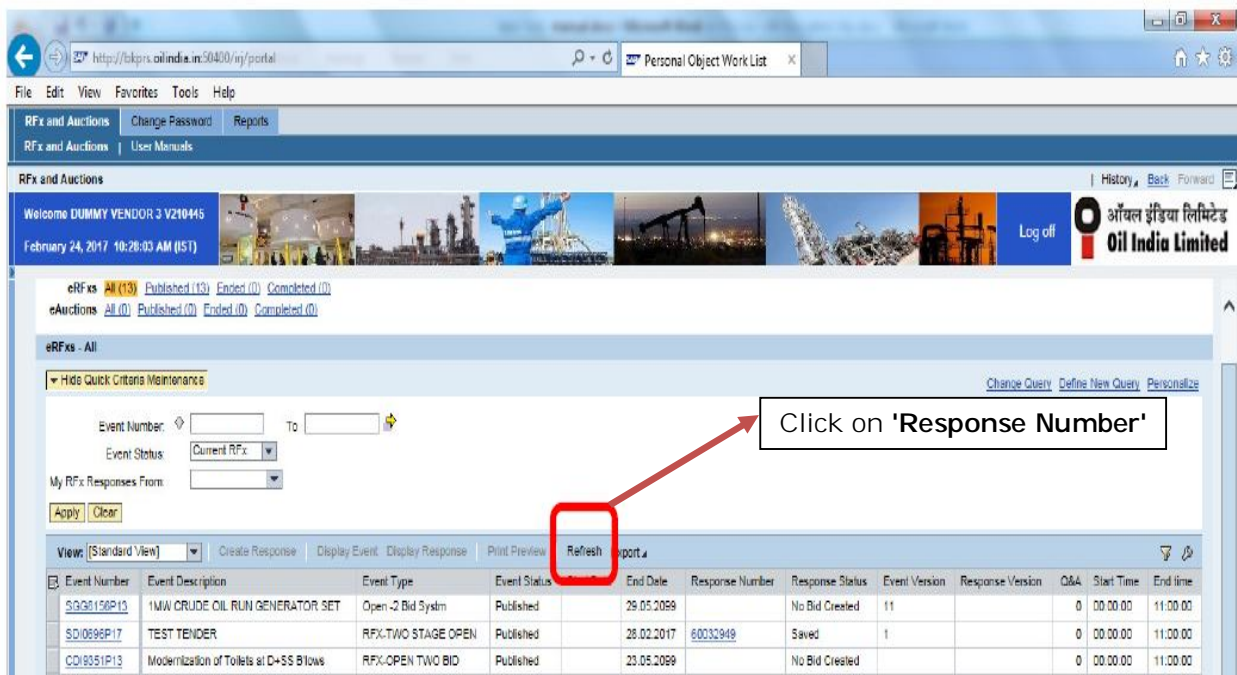 http://bkprs.oilindia.in:50400/irj/portal
Personal Object Work List
File Edit View Favorites Tools Help
RFx and Auctions Change Password Reports
RFx and Auctions | User Manuals
RFx and Auctions | History Back Forward
Welcome DUMMY VENDOR 3 V210445
February 24, 2017 10:28:03 AM (IST)
Log off
ऑयल इंडिया लिमिटेड
Oil India Limited
eRFxs All (13) Published (13) Ended (0) Completed (0)
eAuctions All (0) Published (0) Ended (0) Completed (0)
eRFxs - All
Hide Quick Criteria Maintenance
Change Query Define New Query Personalize
Click on 'Response Number'
Event Number: To
Event Status: Current RFx
My RFx Responses From:
Apply Clear
View: [Standard View] Create Response Display Event Display Response Print Preview Refresh xport
Event Number Event Description Event Type Event Status End Date Response Number Response Status Event Version Response Version Q&A Start Time End time
SGG6156P13 1MW CRUDE OIL RUN GENERATOR SET Open -2 Bid Systm Published 29.05.2099 No Bid Created 11 0 00:00:00 11:00:00
SDI0696P17 TEST TENDER RFX-TWO STAGE OPEN Published 28.02.2017 60032949 Saved 1 0 00:00:00 11:00:00
CDI9351P13 Modernization of Toilets at D+SS B'lows RFX-OPEN TWO BID Published 23.05.2099 No Bid Created 0 00:00:00 11:00:00